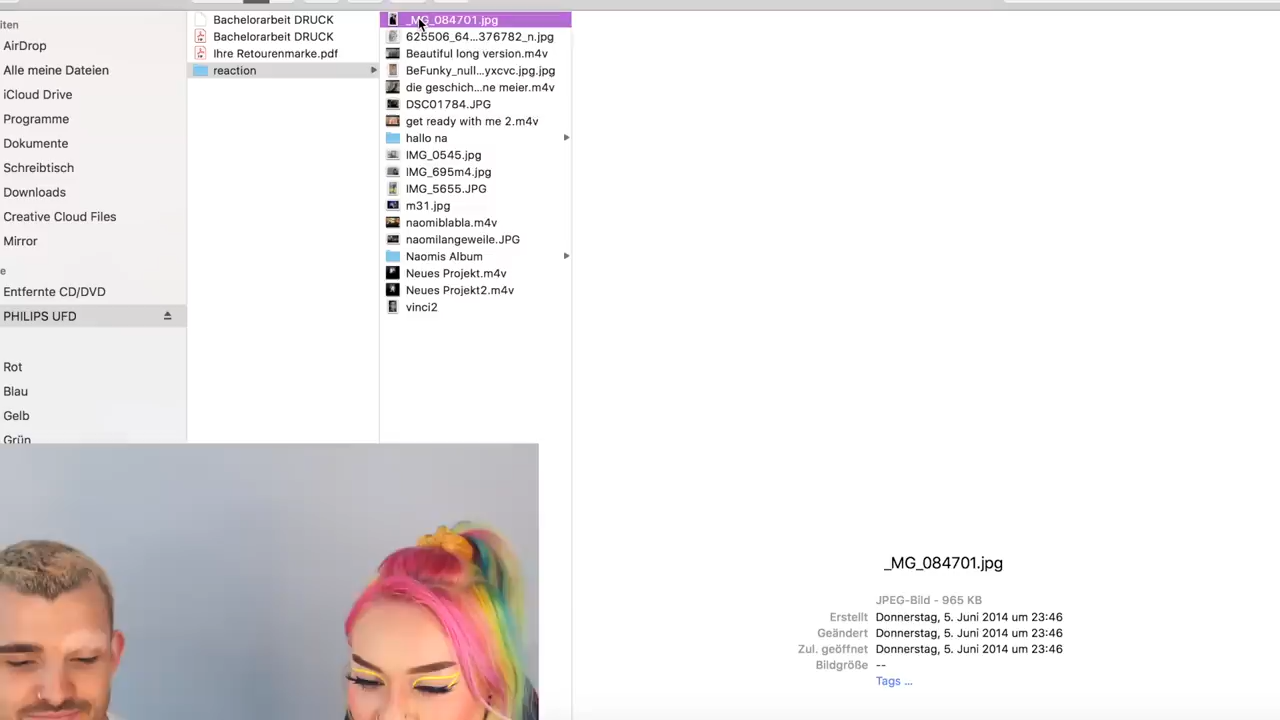 iten
AirDrop
Alle meine Dateien
iCloud Drive
Programme
Dokumente
Schreibtisch
Downloads
Creative Cloud Files
Mirror
e
Entfernte CD/DVD
PHILIPS UFD
Rot
Blau
Gelb
Grün
Bachelorarbeit DRUCK
Bachelorarbeit DRUCK
Ihre Retourenmarke.pdf
reaction
_MG_084701.jpg
625506_64...376782_n.jpg
Beautiful long version.m4v
BeFunky_null...yxcvc.jpg.jpg
die geschich...ne meier.m4v
DSC01784.JPG
get ready with me 2.m4v
hallo na
IMG_0545.jpg
IMG_695m4.jpg
IMG_5655.JPG
m31.jpg
naomiblabla.m4v
naomilangeweile.JPG
Naomis Album
Neues Projekt.m4v
Neues Projekt2.m4v
vinci2
_MG_084701.jpg
JPEG-Bild - 965 KB
Erstellt Donnerstag, 5. Juni 2014 um 23:46
Geändert Donnerstag, 5. Juni 2014 um 23:46
Zul. geöffnet Donnerstag, 5. Juni 2014 um 23:46
Bildgröße --
Tags ...